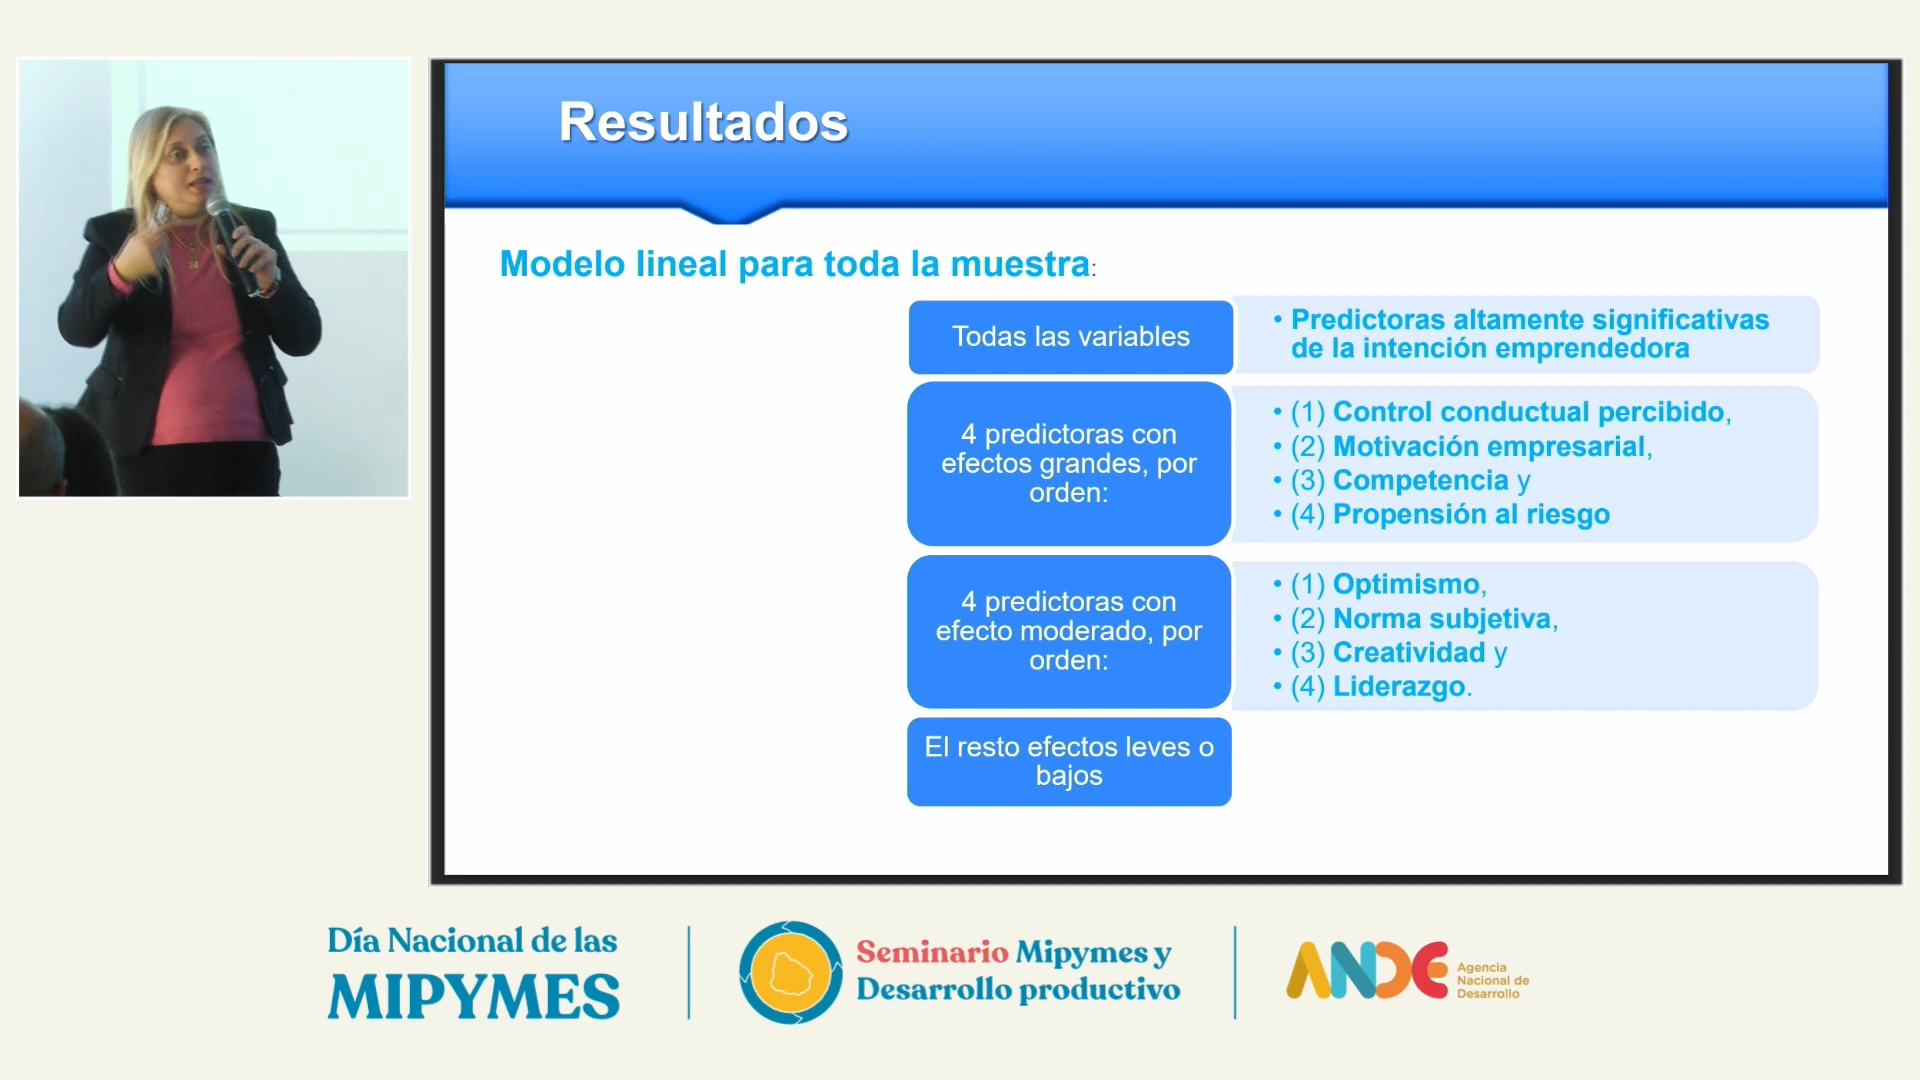 Resultados
Modelo lineal para toda la muestra:
Todas las variables
• Predictoras altamente significativas
de la intención emprendedora
4 predictoras con
efectos grandes, por
orden:
• (1) Control conductual percibido,
• (2) Motivación empresarial,
• (3) Competencia y
• (4) Propensión al riesgo
4 predictoras con
efecto moderado, por
orden:
• (1) Optimismo,
• (2) Norma subjetiva,
• (3) Creatividad y
• (4) Liderazgo.
El resto efectos leves o
bajos
Día Nacional de las
MIPYMES
Seminario Mipymes y
Desarrollo productivo
ANDE
Agencia
Nacional de
Desarrollo